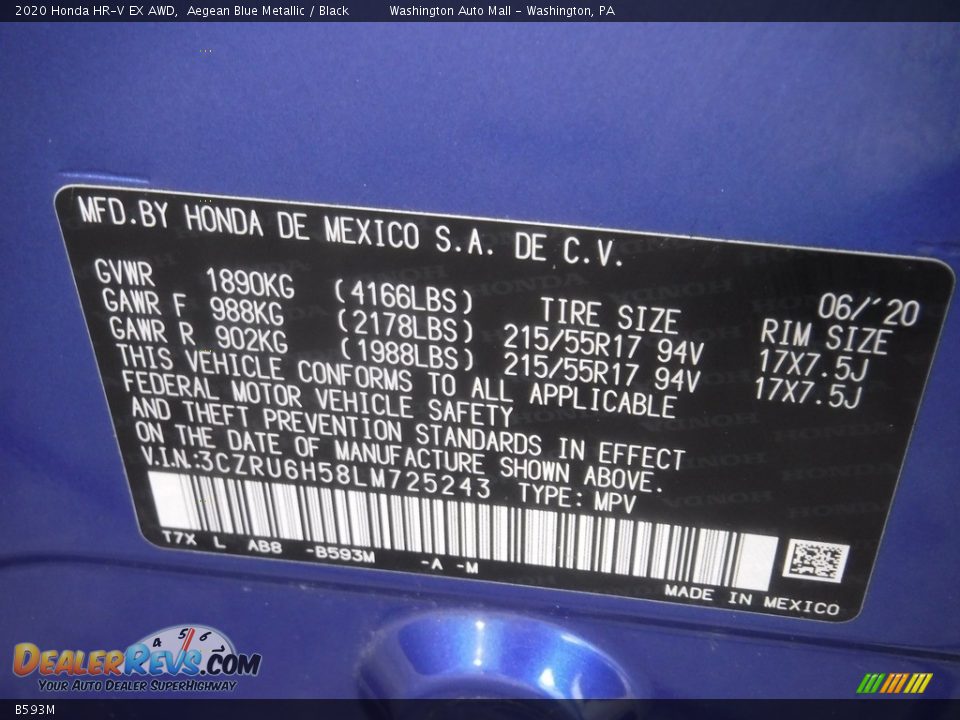 2020 Honda HR-V EX AWD, Aegean Blue Metallic / Black Washington Auto Mall - Washington, PA
MFD.BY HONDA DE MEXICO S.A. DE C.V.
06/'20
GVWR 1890KG (4166LBS) TIRE SIZE RIM SIZE
GAWR F 988KG (2178LBS) 215/55R17 94V 17X7.5J
GAWR R 902KG (1988LBS) 215/55R17 94V 17X7.5J
THIS VEHICLE CONFORMS TO ALL APPLICABLE
FEDERAL MOTOR VEHICLE SAFETY
AND THEFT PREVENTION STANDARDS IN EFFECT
ON THE DATE OF MANUFACTURE SHOWN ABOVE.
V.I.N:3CZRU6H58LM725243 TYPE: MPV
T7X L AB8 -B593M -A -M
MADE IN MEXICO
4 5 6
DealerRevs.com
Your Auto Dealer SuperHighway
B593M